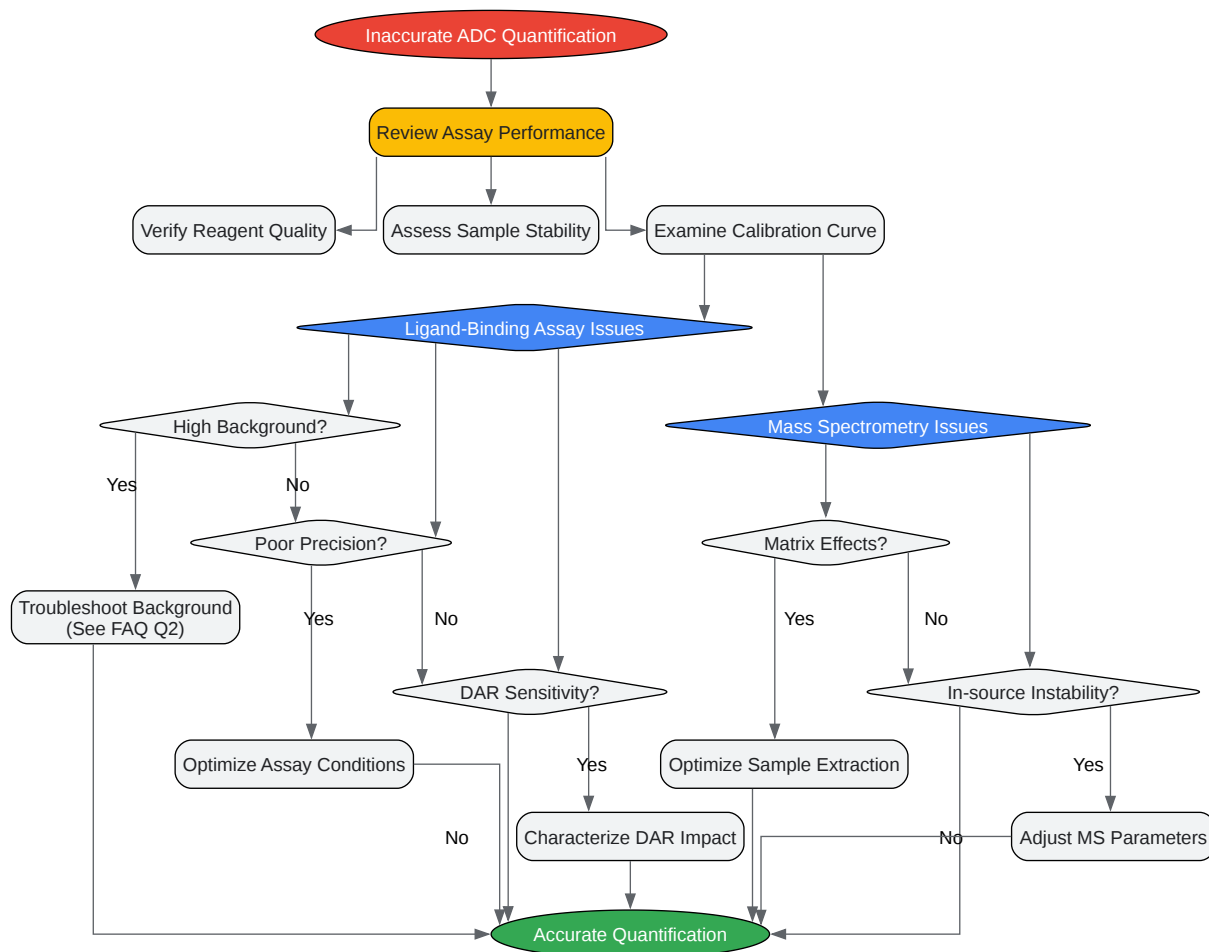 Inaccurate ADC Quantification
Review Assay Performance
Verify Reagent Quality
Assess Sample Stability
Examine Calibration Curve
Ligand-Binding Assay Issues
High Background?
Mass Spectrometry Issues
Yes
No
Poor Precision?
Matrix Effects?
Troubleshoot Background
(See FAQ Q2)
Yes
No
Yes
No
DAR Sensitivity?
In-source Instability?
Optimize Assay Conditions
Yes
Optimize Sample Extraction
Yes
No
Characterize DAR Impact
No
Adjust MS Parameters
Accurate Quantification